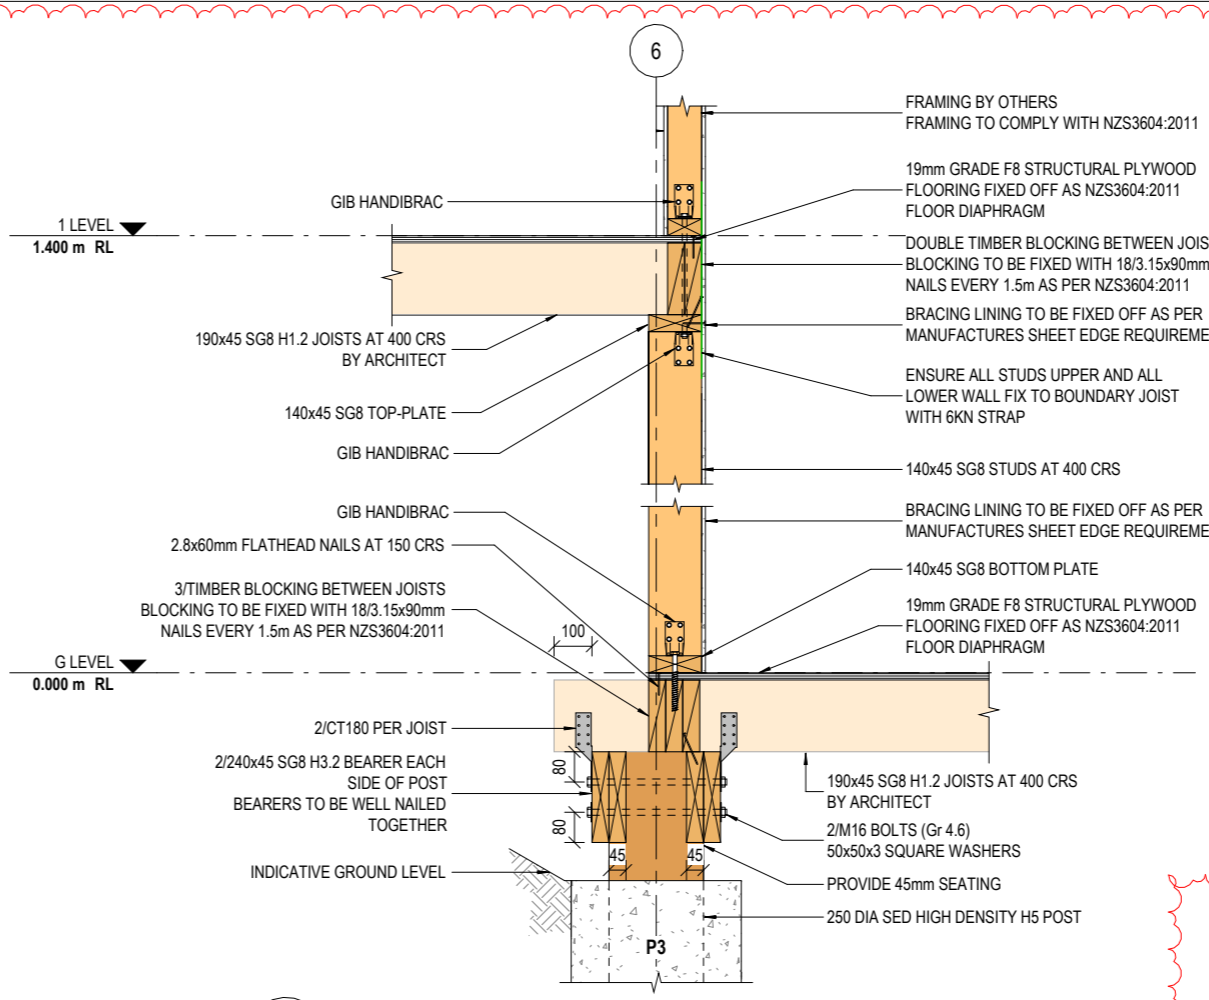 6
FRAMING BY OTHERS
FRAMING TO COMPLY WITH NZS3604:2011
19mm GRADE F8 STRUCTURAL PLYWOOD
FLOORING FIXED OFF AS NZS3604:2011
FLOOR DIAPHRAGM
GIB HANDIBRAC
1 LEVEL
1.400 m RL
DOUBLE TIMBER BLOCKING BETWEEN JOIS
BLOCKING TO BE FIXED WITH 18/3.15x90mm
NAILS EVERY 1.5m AS PER NZS3604:2011
BRACING LINING TO BE FIXED OFF AS PER
MANUFACTURES SHEET EDGE REQUIREME
190x45 SG8 H1.2 JOISTS AT 400 CRS
BY ARCHITECT
ENSURE ALL STUDS UPPER AND ALL
LOWER WALL FIX TO BOUNDARY JOIST
WITH 6KN STRAP
140x45 SG8 TOP-PLATE
GIB HANDIBRAC
140x45 SG8 STUDS AT 400 CRS
GIB HANDIBRAC
BRACING LINING TO BE FIXED OFF AS PER
MANUFACTURES SHEET EDGE REQUIREME
2.8x60mm FLATHEAD NAILS AT 150 CRS
140x45 SG8 BOTTOM PLATE
3/TIMBER BLOCKING BETWEEN JOISTS
BLOCKING TO BE FIXED WITH 18/3.15x90mm
NAILS EVERY 1.5m AS PER NZS3604:2011
19mm GRADE F8 STRUCTURAL PLYWOOD
FLOORING FIXED OFF AS NZS3604:2011
FLOOR DIAPHRAGM
100
G LEVEL
0.000 m RL
2/CT180 PER JOIST
2/240x45 SG8 H3.2 BEARER EACH
SIDE OF POST
BEARERS TO BE WELL NAILED
TOGETHER
80
80
190x45 SG8 H1.2 JOISTS AT 400 CRS
BY ARCHITECT
2/M16 BOLTS (Gr 4.6)
50x50x3 SQUARE WASHERS
45
45
INDICATIVE GROUND LEVEL
PROVIDE 45mm SEATING
250 DIA SED HIGH DENSITY H5 POST
P3